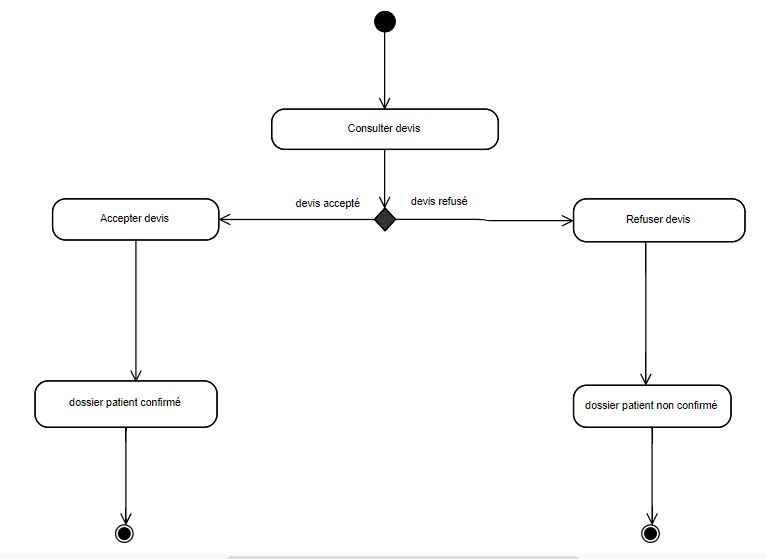 Consulter devis
devis accepté
devis refusé
Accepter devis
Refuser devis
dossier patient confirmé
dossier patient non confirmé